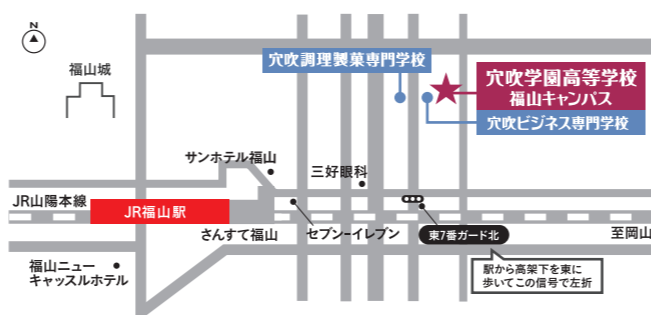 N
福山城
穴吹調理製菓専門学校
穴吹学園高等学校
福山キャンパス
穴吹ビジネス専門学校
サンホテル福山
三好眼科
JR山陽本線
JR福山駅
さんすて福山
セブン-イレブン
東7番ガード北
至岡山
福山ニュー
キャッスルホテル
駅から高架下を東に
歩いてこの信号で左折